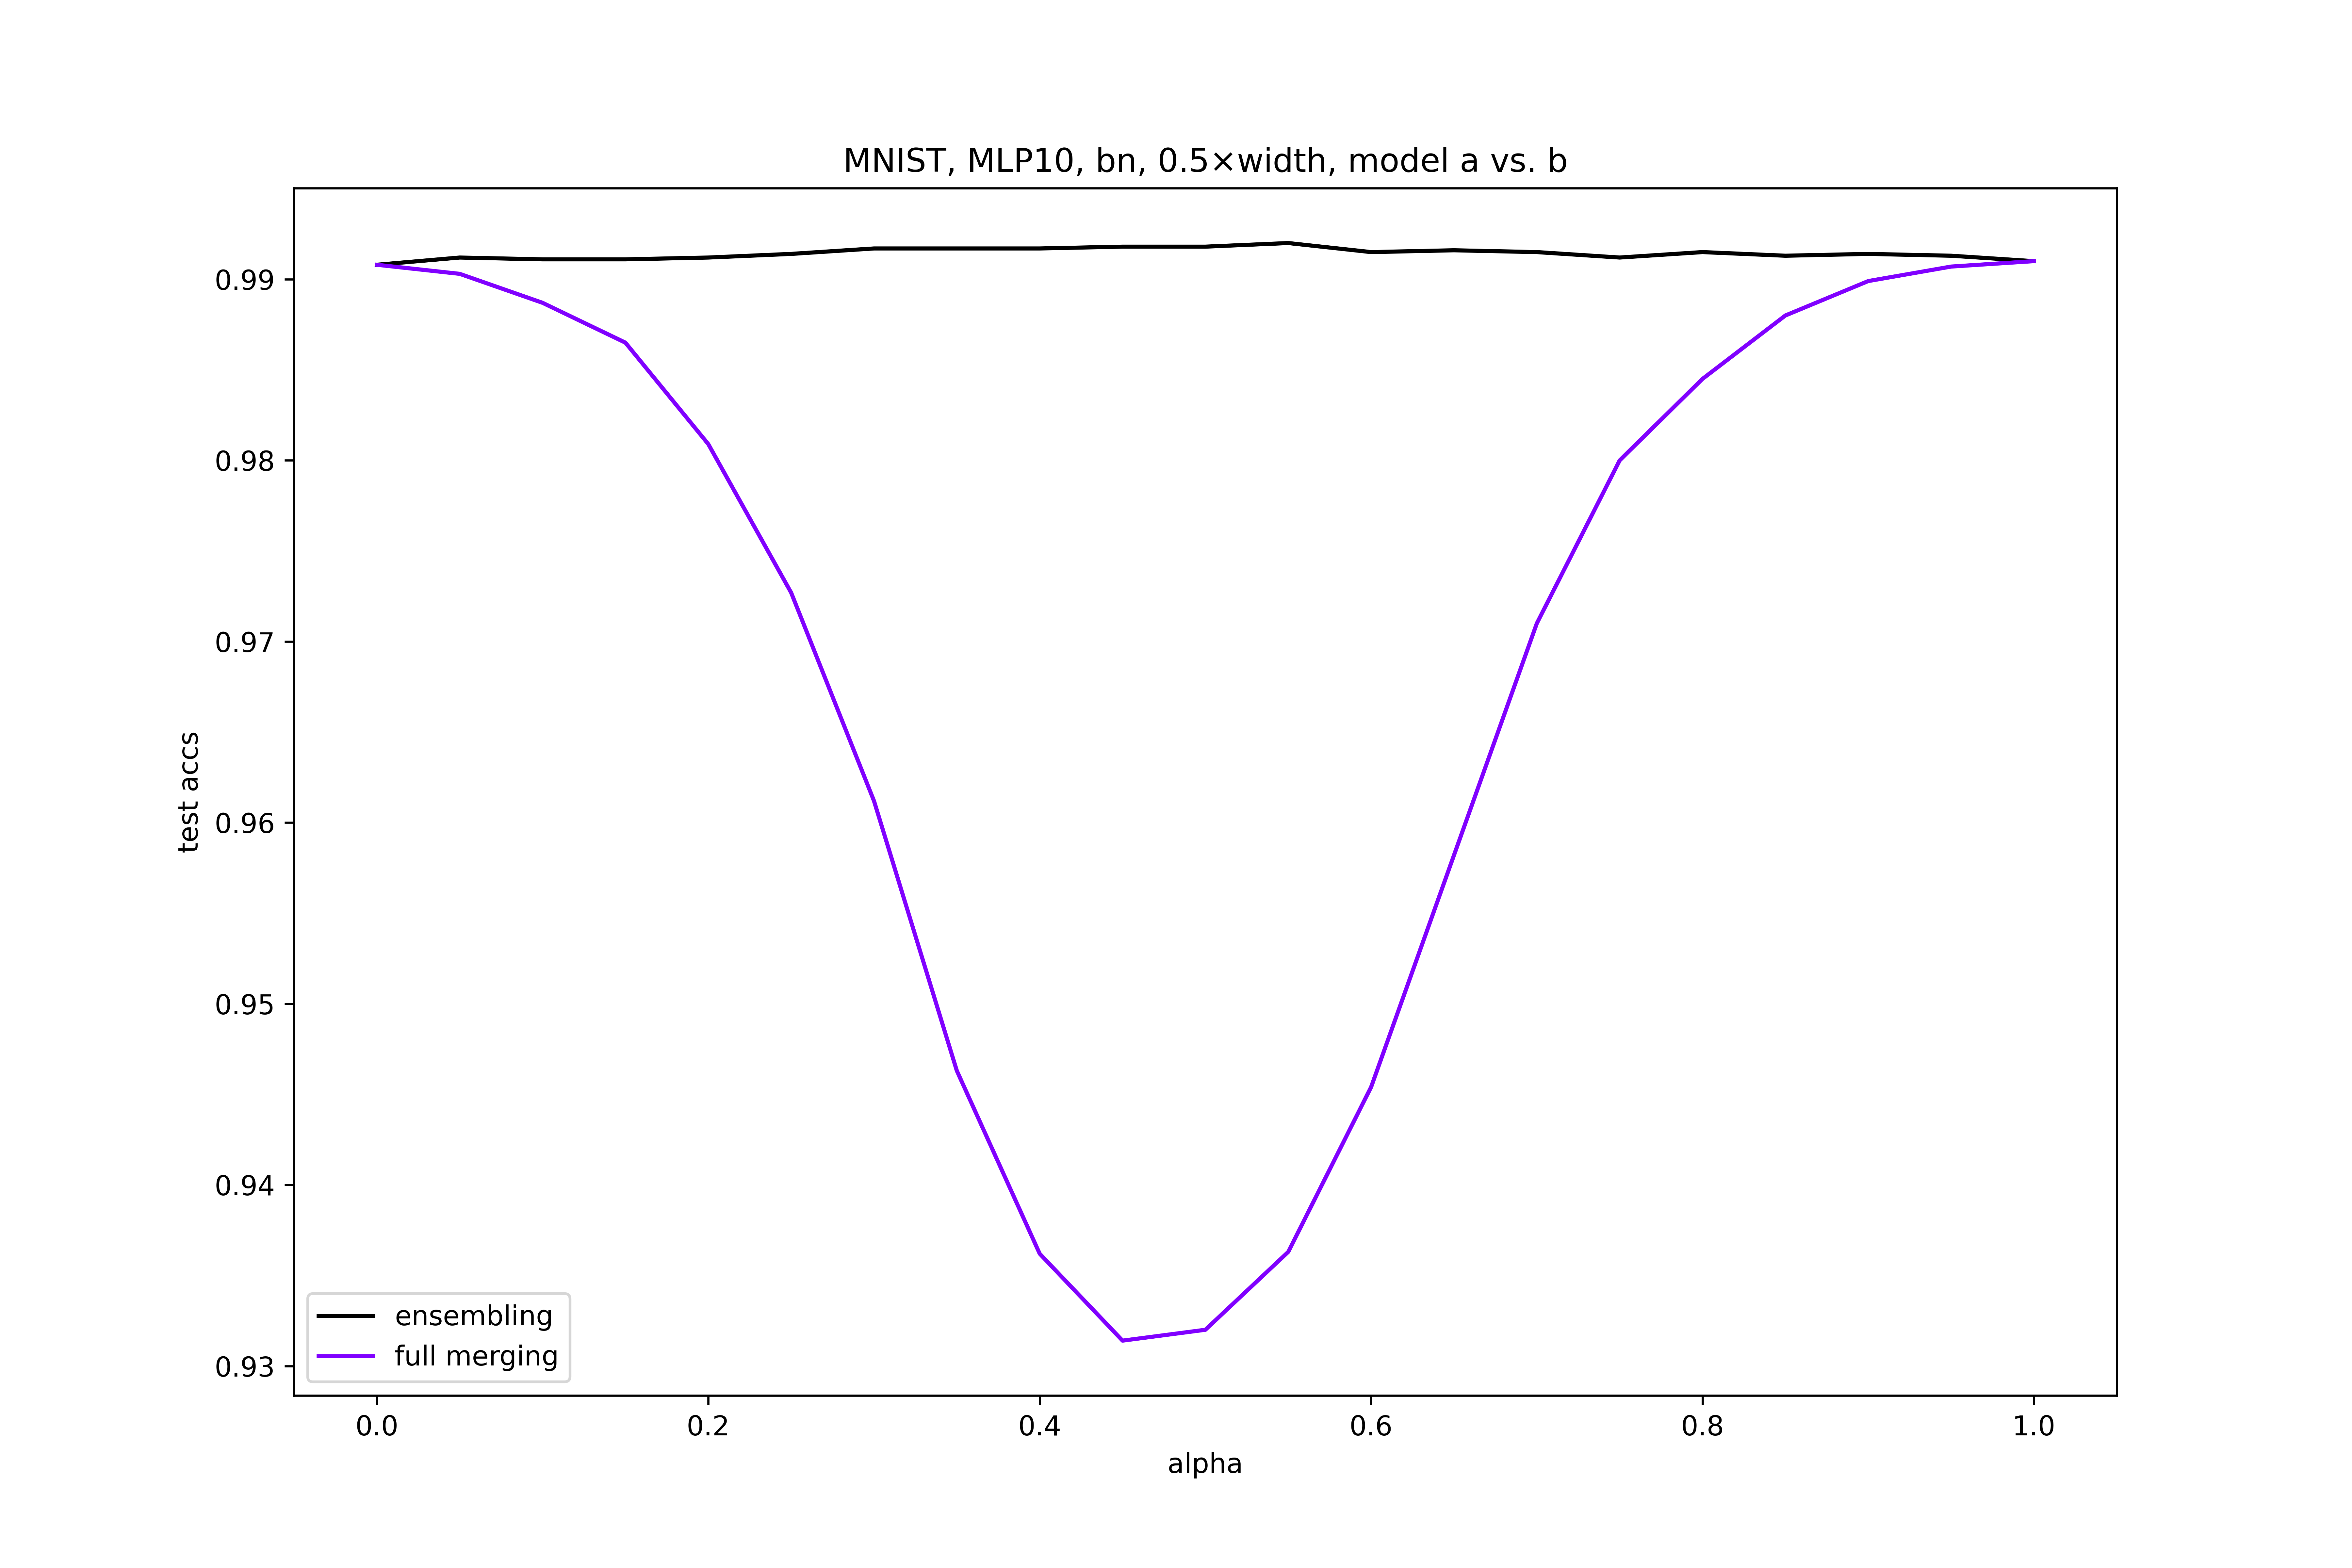 MNIST, MLP10, bn, 0.5×width, model a vs. b
0.99
0.98
0.97
0.96
0.95
0.94
0.93
test accs
ensembling
full merging
0.0 0.2 0.4 0.6 0.8 1.0
alpha